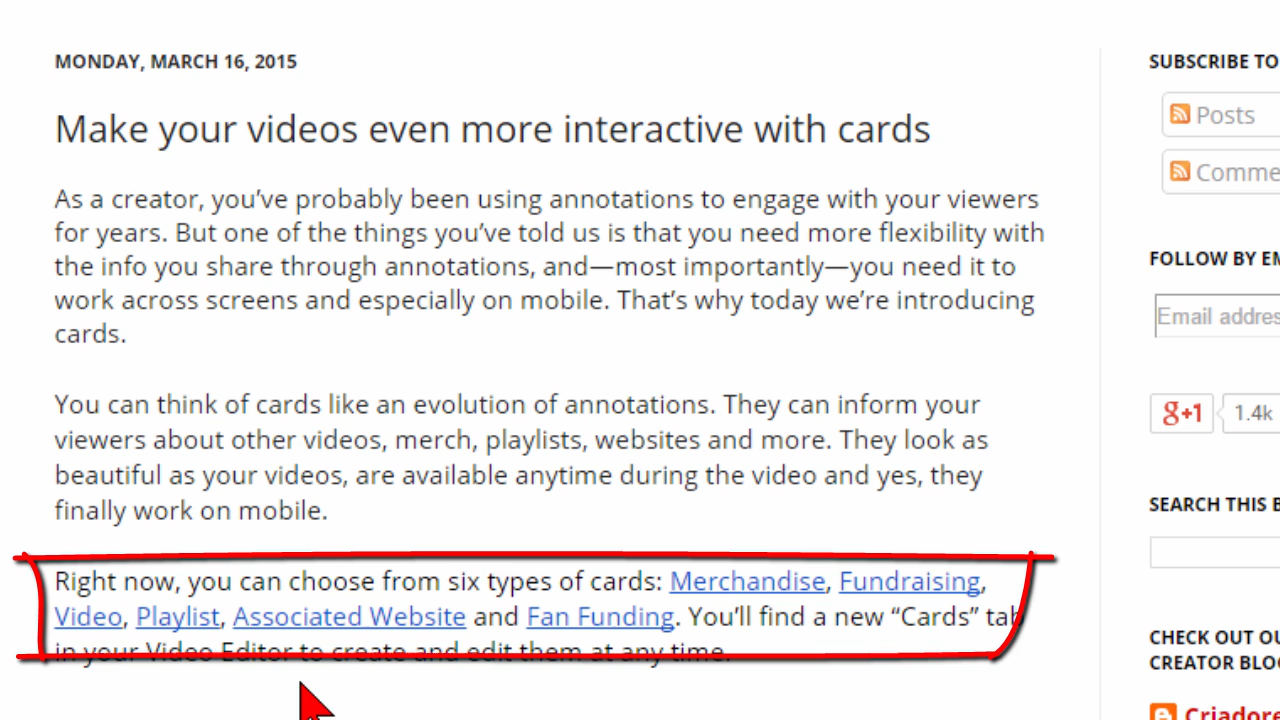 MONDAY, MARCH 16, 2015
Make your videos even more interactive with cards
As a creator, you’ve probably been using annotations to engage with your viewers
for years. But one of the things you’ve told us is that you need more flexibility with
the info you share through annotations, and—most importantly—you need it to
work across screens and especially on mobile. That’s why today we’re introducing
cards.
You can think of cards like an evolution of annotations. They can inform your
viewers about other videos, merch, playlists, websites and more. They look as
beautiful as your videos, are available anytime during the video and yes, they
finally work on mobile.
Right now, you can choose from six types of cards: Merchandise, Fundraising,
Video, Playlist, Associated Website and Fan Funding. You’ll find a new “Cards” tab
in your Video Editor to create and edit them at any time.
SUBSCRIBE TO
Posts
Comme
FOLLOW BY EM
Email addres
g+1
1.4k
SEARCH THIS B
CHECK OUT OU
CREATOR BLOG
Criadore